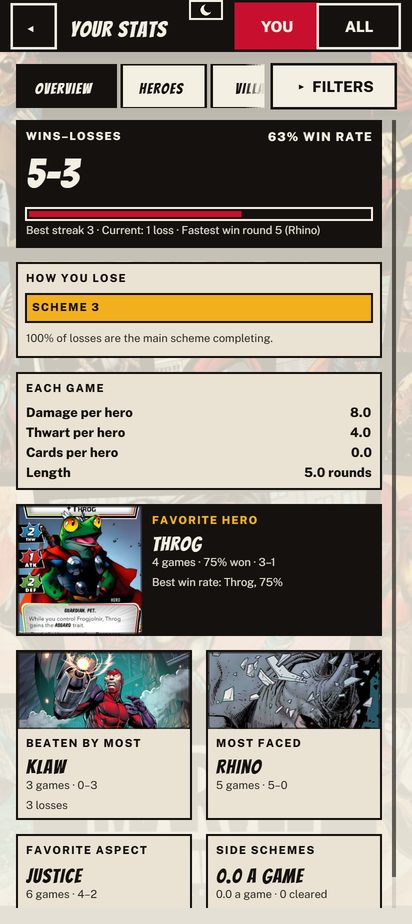 YOUR STATS
YOU
ALL
OVERVIEW
HEROES
FILTERS
WINS–LOSSES
63% WIN RATE
5–3
Best streak 3 · Current: 1 loss · Fastest win round 5 (Rhino)
HOW YOU LOSE
SCHEME 3
100% of losses are the main scheme completing.
EACH GAME
Damage per hero 8.0
Thwart per hero 4.0
Cards per hero 0.0
Length 5.0 rounds
THROG
2
THW
1
ATK
2
DEF
HERO
GUARDIAN. PET.
While you control Frogjolnir, Throg
gains the ASGARD trait.
FAVORITE HERO
THROG
4 games · 75% won · 3–1
Best win rate: Throg, 75%
BEATEN BY MOST
KLAW
3 games · 0–3
3 losses
MOST FACED
RHINO
5 games · 5–0
FAVORITE ASPECT
JUSTICE
6 games · 4–2
SIDE SCHEMES
0.0 A GAME
0.0 a game · 0 cleared